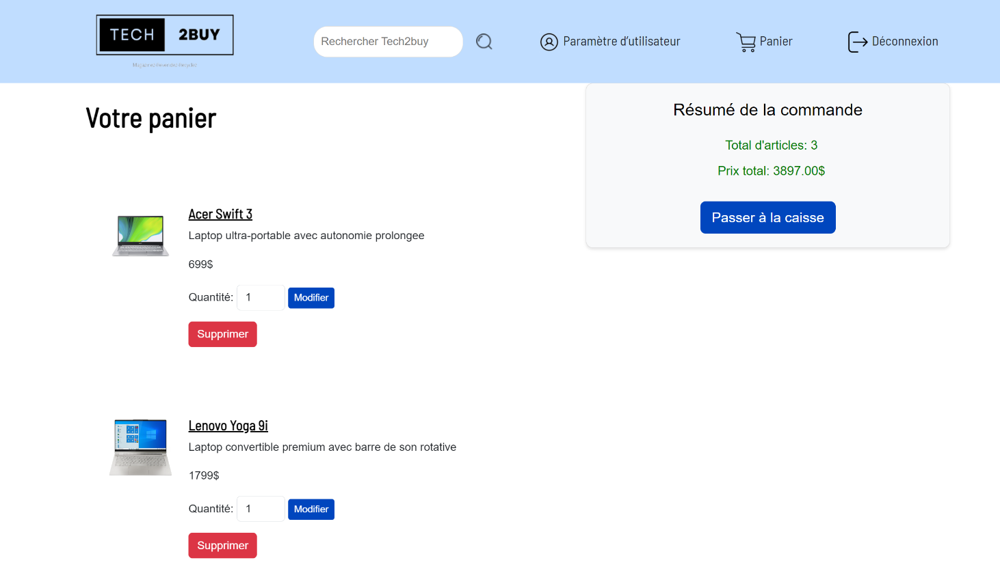 TECH 2BUY
Rechercher Tech2buy
Paramètre d'utilisateur
Panier
Déconnexion
Votre panier
Résumé de la commande
Total d'articles: 3
Prix total: 3897.00$
Passer à la caisse
Acer Swift 3
Laptop ultra-portable avec autonomie prolongee
699$
Quantité: 1 Modifier
Supprimer
Lenovo Yoga 9i
Laptop convertible premium avec barre de son rotative
1799$
Quantité: 1 Modifier
Supprimer